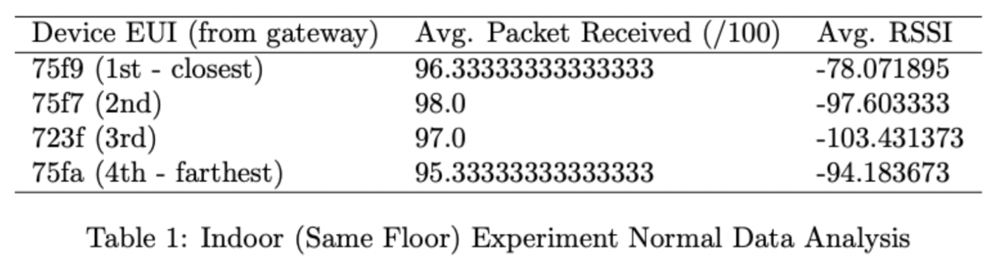 Device EUI (from gateway) Avg. Packet Received (/100) Avg. RSSI
75f9 (1st - closest) 96.33333333333333 -78.071895
75f7 (2nd) 98.0 -97.603333
723f (3rd) 97.0 -103.431373
75fa (4th - farthest) 95.33333333333333 -94.183673
Table 1: Indoor (Same Floor) Experiment Normal Data Analysis